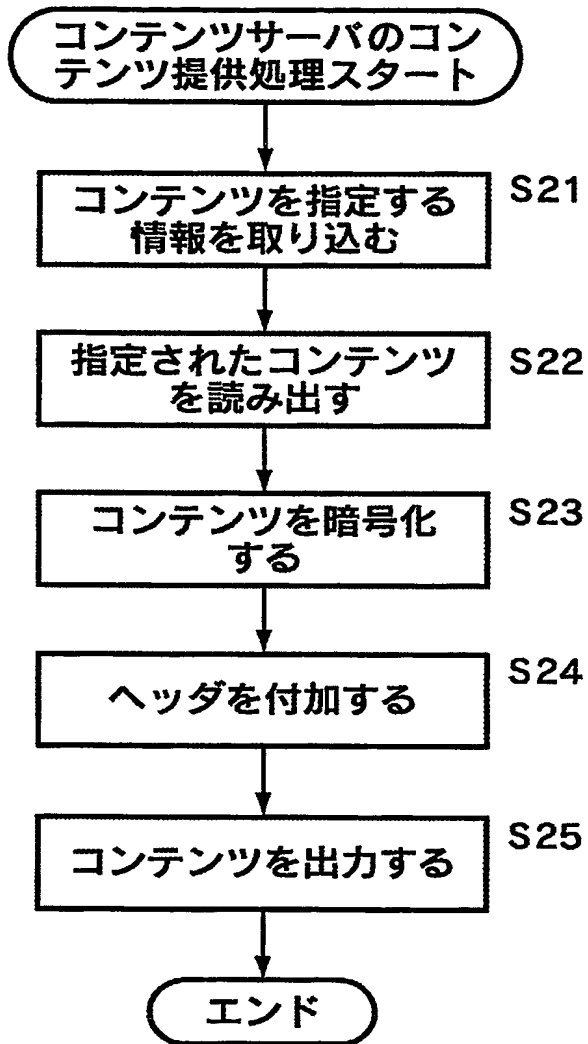 コンテンツサーバのコン
テンツ提供処理スタート
コンテンツを指定する
情報を取り込む
S21
指定されたコンテンツ
を読み出す
S22
コンテンツを暗号化
する
S23
ヘッダを付加する
S24
コンテンツを出力する
S25
エンド